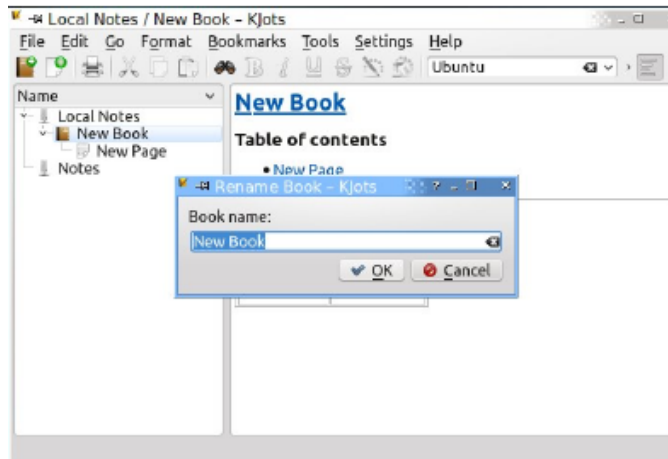 Local Notes / New Book - KJots
File Edit Go Format Bookmarks Tools Settings Help
B I U S Ubuntu
Name
Local Notes
New Book
New Page
Notes
New Book
Table of contents
• New Page
Rename Book - KJots
Book name:
New Book
OK Cancel